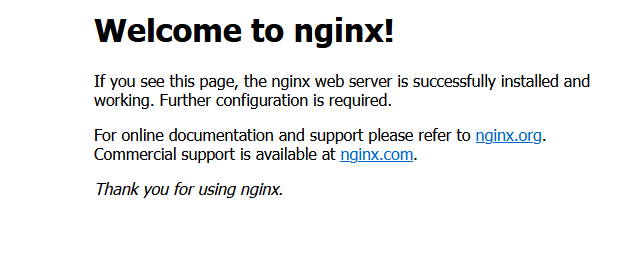 Welcome to nginx!
If you see this page, the nginx web server is successfully installed and
working. Further configuration is required.
For online documentation and support please refer to nginx.org.
Commercial support is available at nginx.com.
Thank you for using nginx.